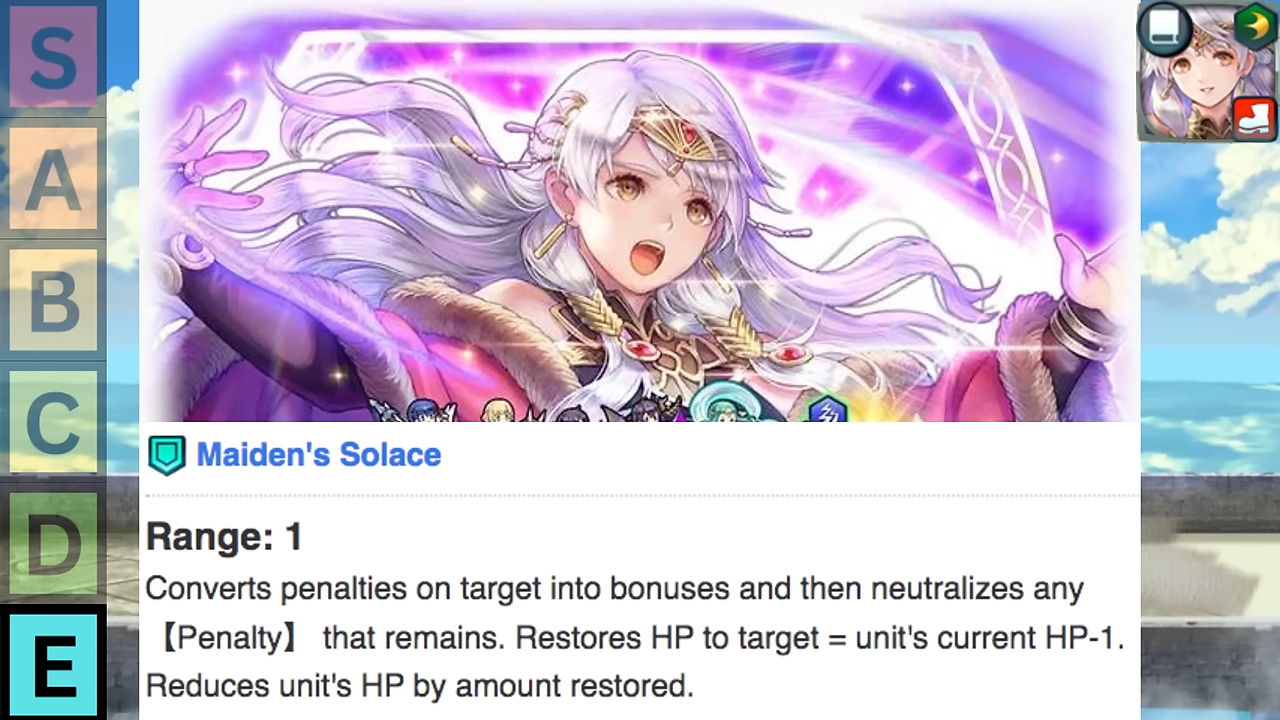 S
A
B
C
D
E
Maiden's Solace
Range: 1
Converts penalties on target into bonuses and then neutralizes any
【Penalty】 that remains. Restores HP to target = unit's current HP-1.
Reduces unit's HP by amount restored.